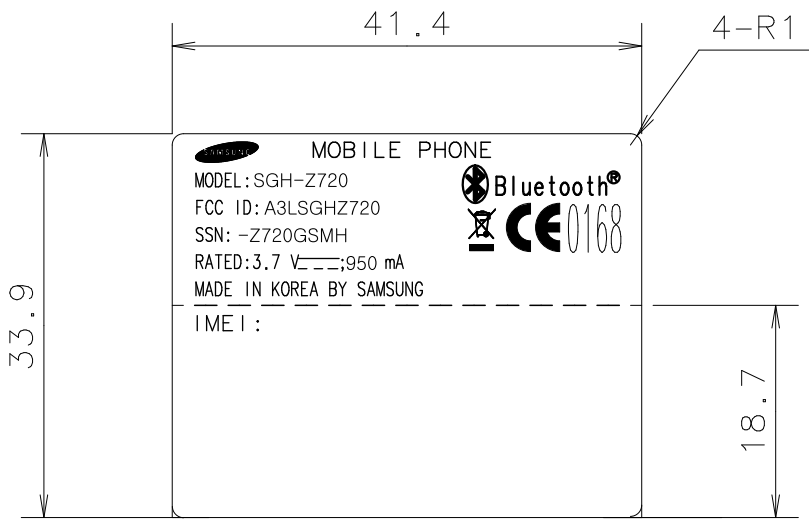 41.4
4-R1
SAMSUNG
MOBILE PHONE
MODEL:SGH-Z720
Bluetooth®
FCC ID:A3LSGHZ720
CE0168
SSN: -Z720GSMH
RATED:3.7 V⎓;950 mA
MADE IN KOREA BY SAMSUNG
IMEI:
33.9
18.7